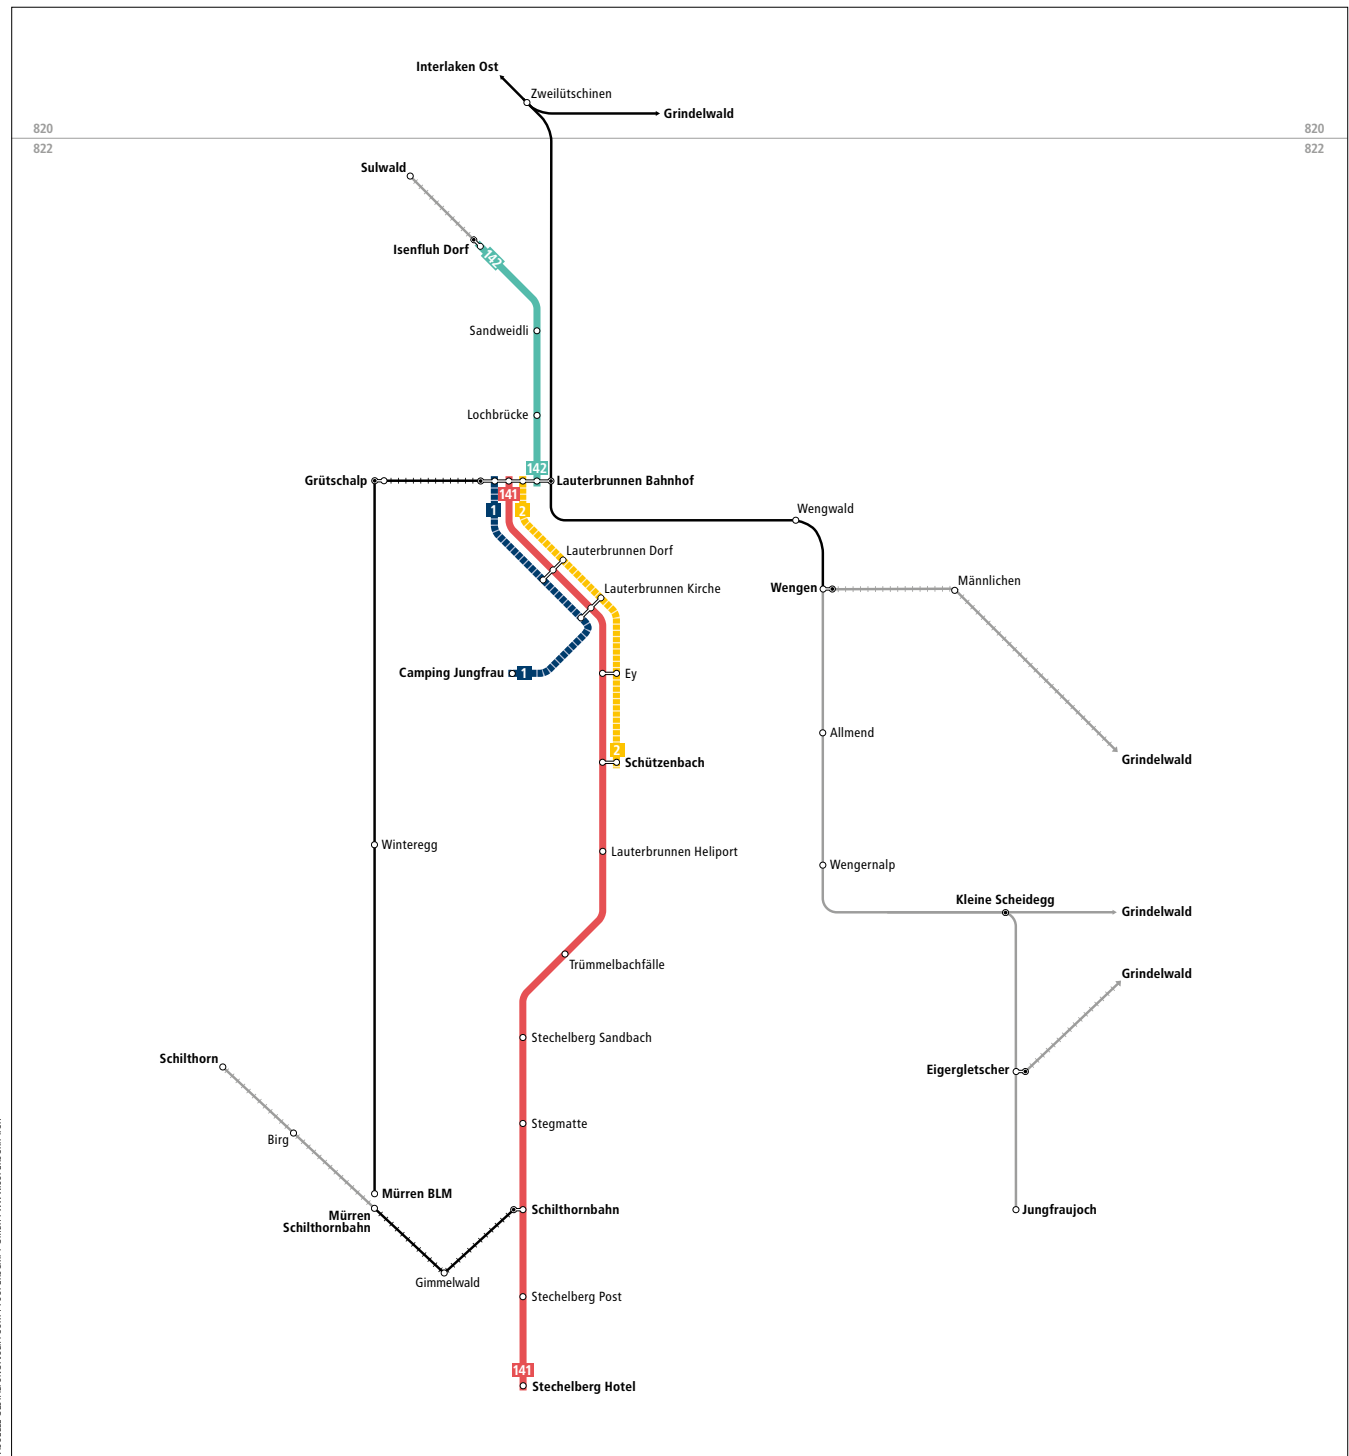 Interlaken Ost
Zweilütschinen
Grindelwald
820
820
822
822
Sulwald
Isenfluh Dorf
142
Sandweidli
Lochbrücke
142
Grütschalp
Lauterbrunnen Bahnhof
141
1
2
Wengwald
Lauterbrunnen Dorf
Männlichen
Wengen
Lauterbrunnen Kirche
Camping Jungfrau
1
Ey
Allmend
2
Schützenbach
Grindelwald
Winteregg
Lauterbrunnen Heliport
Wengernalp
Kleine Scheidegg
Grindelwald
Trümmelbachfälle
Grindelwald
Stechelberg Sandbach
Schilthorn
Eigergletscher
Stegmatte
Birg
Mürren BLM
Mürren
Schilthornbahn
Schilthornbahn
Jungfraujoch
Gimmelwald
Stechelberg Post
141
Stechelberg Hotel